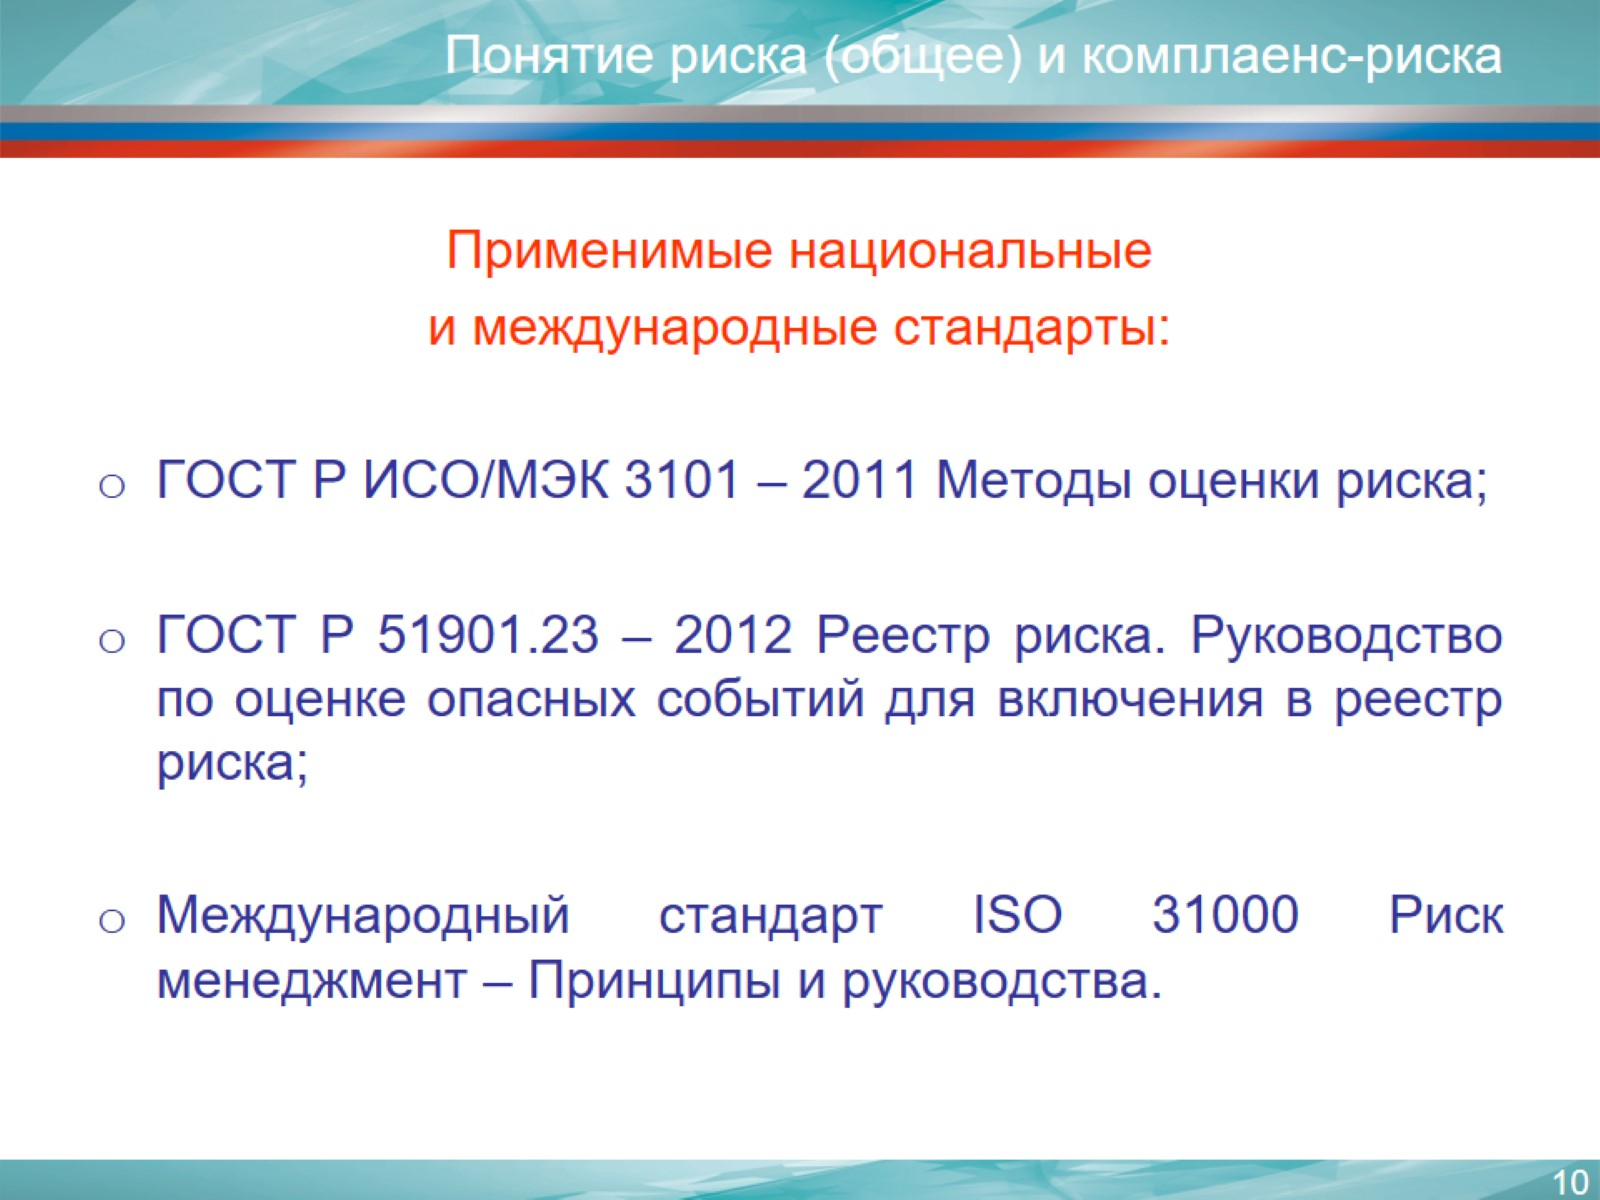 Понятие риска (общее) и комплаенс-риска
Применимые национальные
и международные стандарты:
o ГОСТ Р ИСО/МЭК 3101 – 2011 Методы оценки риска;
o ГОСТ Р 51901.23 – 2012 Реестр риска. Руководство
по оценке опасных событий для включения в реестр
риска;
o Международный стандарт ISO 31000 Риск
менеджмент – Принципы и руководства.
10